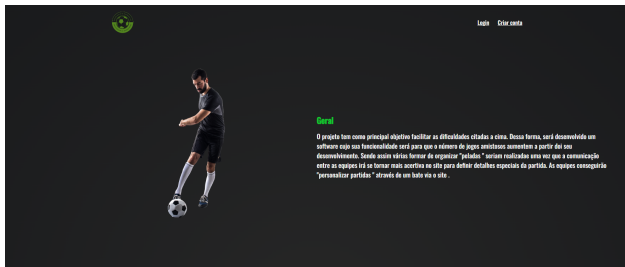 Login Criar conta
Geral
O projeto tem como principal objetivo facilitar as dificuldades citadas a cima. Dessa forma, será desenvolvido um
software cujo sua funcionalidade será para que o número de jogos amistosos aumentem a partir doi seu
desenvolvimento. Sendo assim várias formar de organizar "peladas " seriam realizadas uma vez que a comunicação
entre as equipes irá se tornar mais acertiva no site para definir detalhes especiais da partida. As equipes conseguirão
"personalizar partidas " através de um bate via o site .